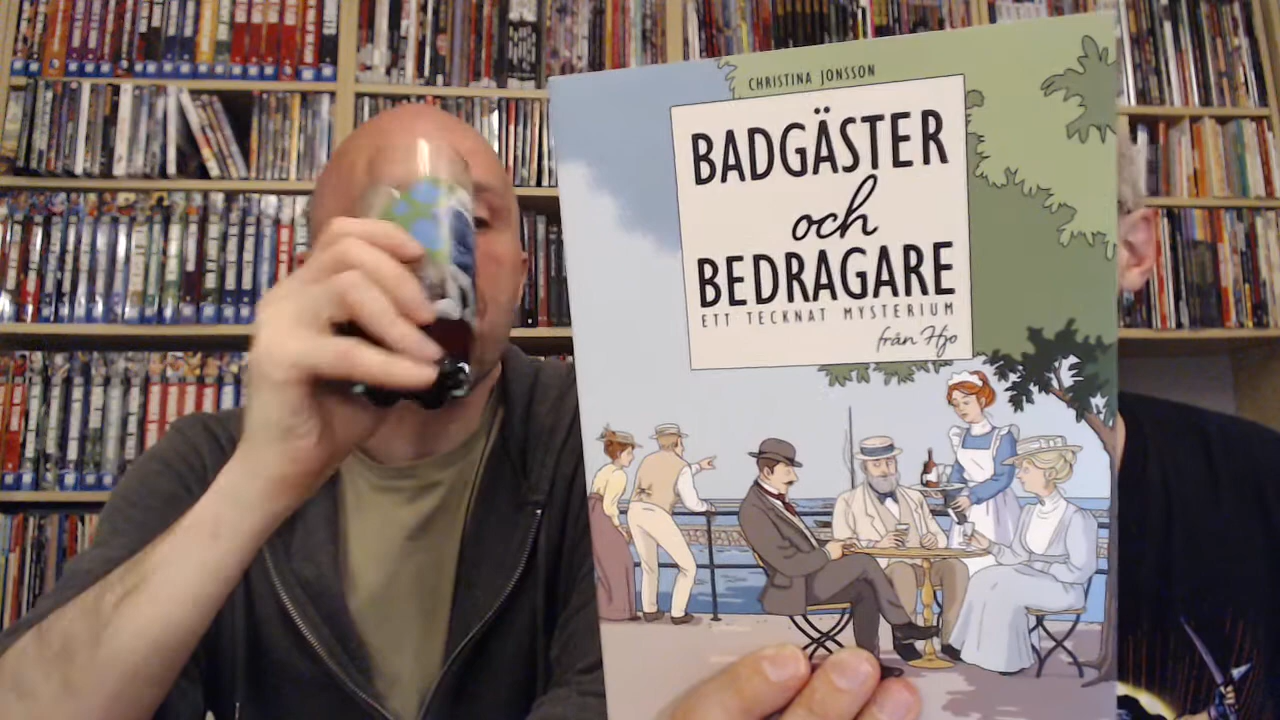 CHRISTINA JONSSON
BADGÄSTER
och
BEDRAGARE
ETT TECKNAT MYSTERIUM
från Hjo